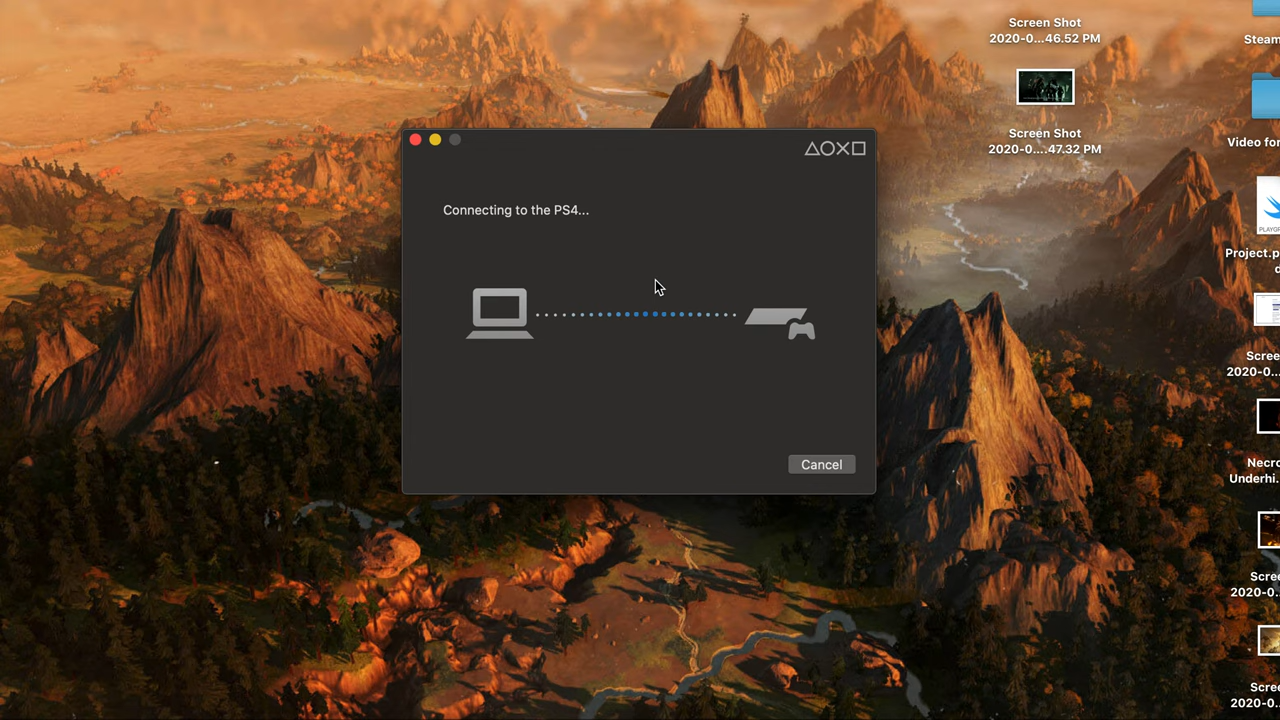 Screen Shot
2020-0...46.52 PM
Steam
Screen Shot
2020-0....47.32 PM
Video for
Connecting to the PS4...
Project.p
Scree
2020-0...
Cancel
Necro
Underhi...
Scree
2020-0...
Scree
2020-0...